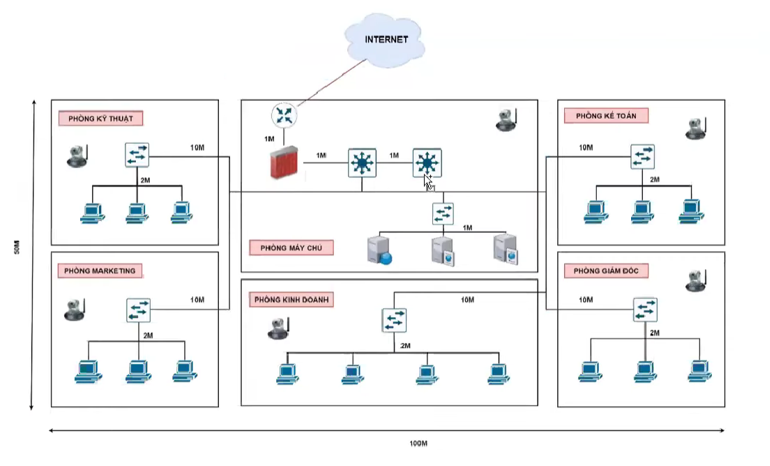 INTERNET
PHÒNG KỸ THUẬT
10M
2M
1M
1M
1M
PHÒNG MÁY CHỦ
1M
PHÒNG KẾ TOÁN
10M
2M
50M
PHÒNG MARKETING
10M
2M
PHÒNG KINH DOANH
10M
2M
PHÒNG GIÁM ĐỐC
10M
2M
100M